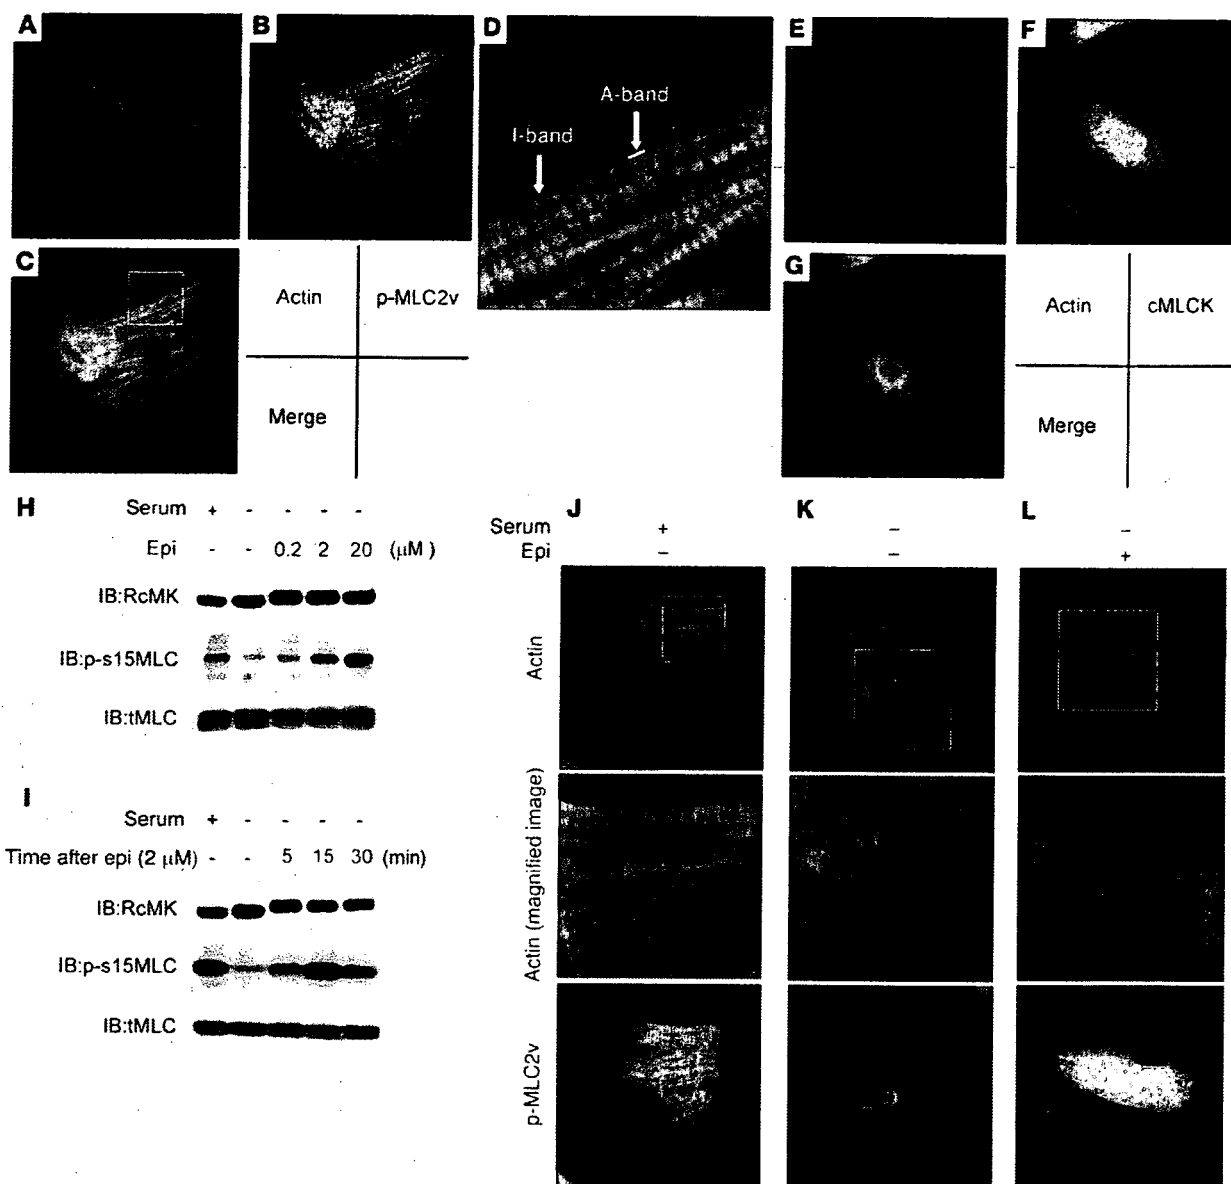 A
B
D
E
F
A-band
I-band
C
Actin
p-MLC2v
Merge
G
Actin
cMLCK
Merge
H
Serum + - - - -
Epi - - 0.2 2 20 (μM)
IB:RcMK
IB:p-s15MLC
IB:tMLC
I
Serum + - - - -
Time after epi (2 μM) - - 5 15 30 (min)
IB:RcMK
IB:p-s15MLC
IB:tMLC
J K L
Serum + – –
Epi – – +
Actin
Actin (magnified image)
p-MLC2v